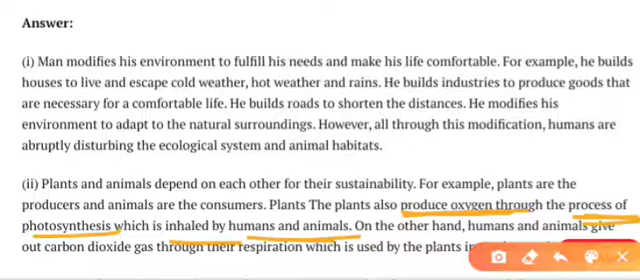 Answer:
(i) Man modifies his environment to fulfill his needs and make his life comfortable. For example, he builds
houses to live and escape cold weather, hot weather and rains. He builds industries to produce goods that
are necessary for a comfortable life. He builds roads to shorten the distances. He modifies his
environment to adapt to the natural surroundings. However, all through this modification, humans are
abruptly disturbing the ecological system and animal habitats.
(ii) Plants and animals depend on each other for their sustainability. For example, plants are the
producers and animals are the consumers. Plants The plants also produce oxygen through the process of
photosynthesis which is inhaled by humans and animals. On the other hand, humans and animals give
out carbon dioxide gas through their respiration which is used by the plants